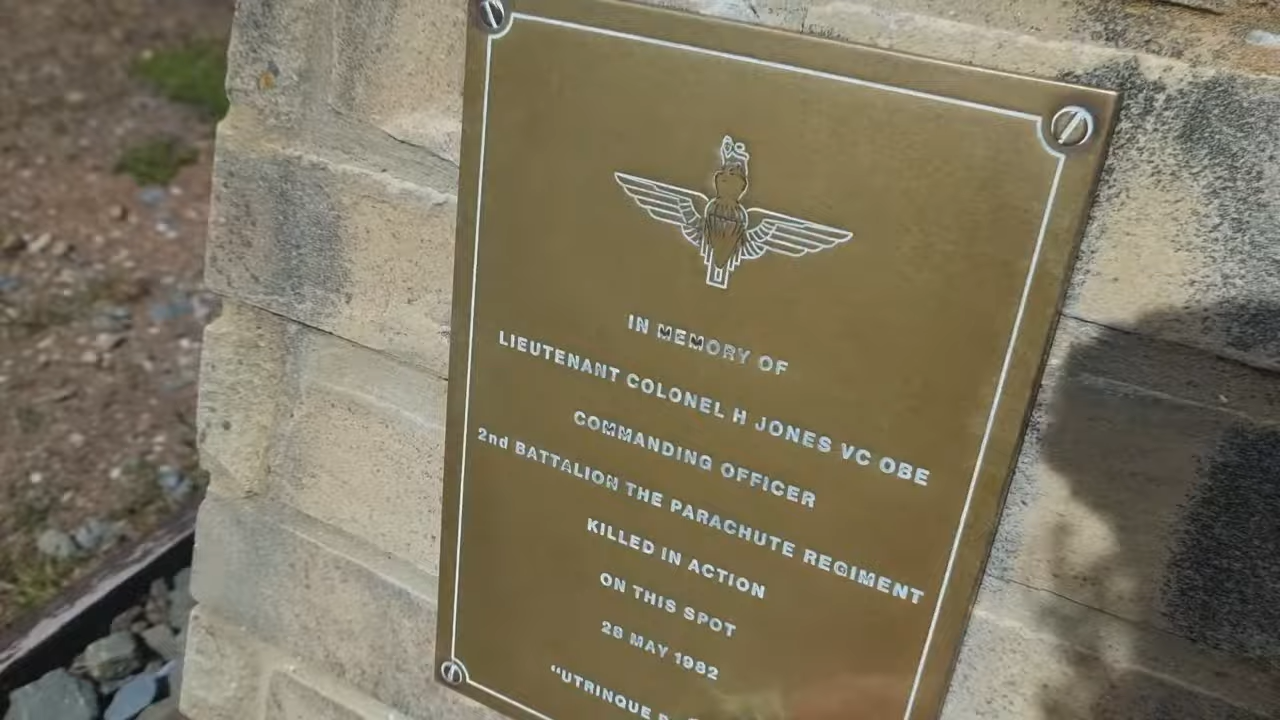 IN MEMORY OF
LIEUTENANT COLONEL H JONES VC OBE
COMMANDING OFFICER
2nd BATTALION THE PARACHUTE REGIMENT
KILLED IN ACTION
ON THIS SPOT
28 MAY 1982
"UTRINQUE